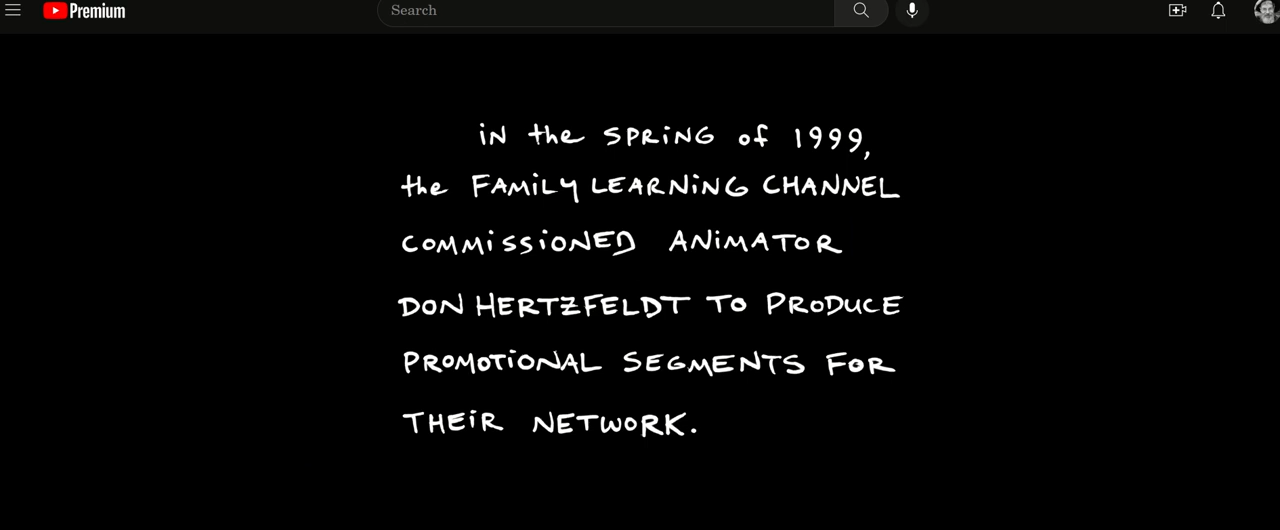 Premium
Search
in the SPRiNG of 1999,
the FAMiLY LEARNING CHANNEL
COMMiSSiONED ANiMATOR
DON HERTZFELDT TO PRODUCE
PROMOTiONAL SEGMENTS FOR
THEiR NETWORK.